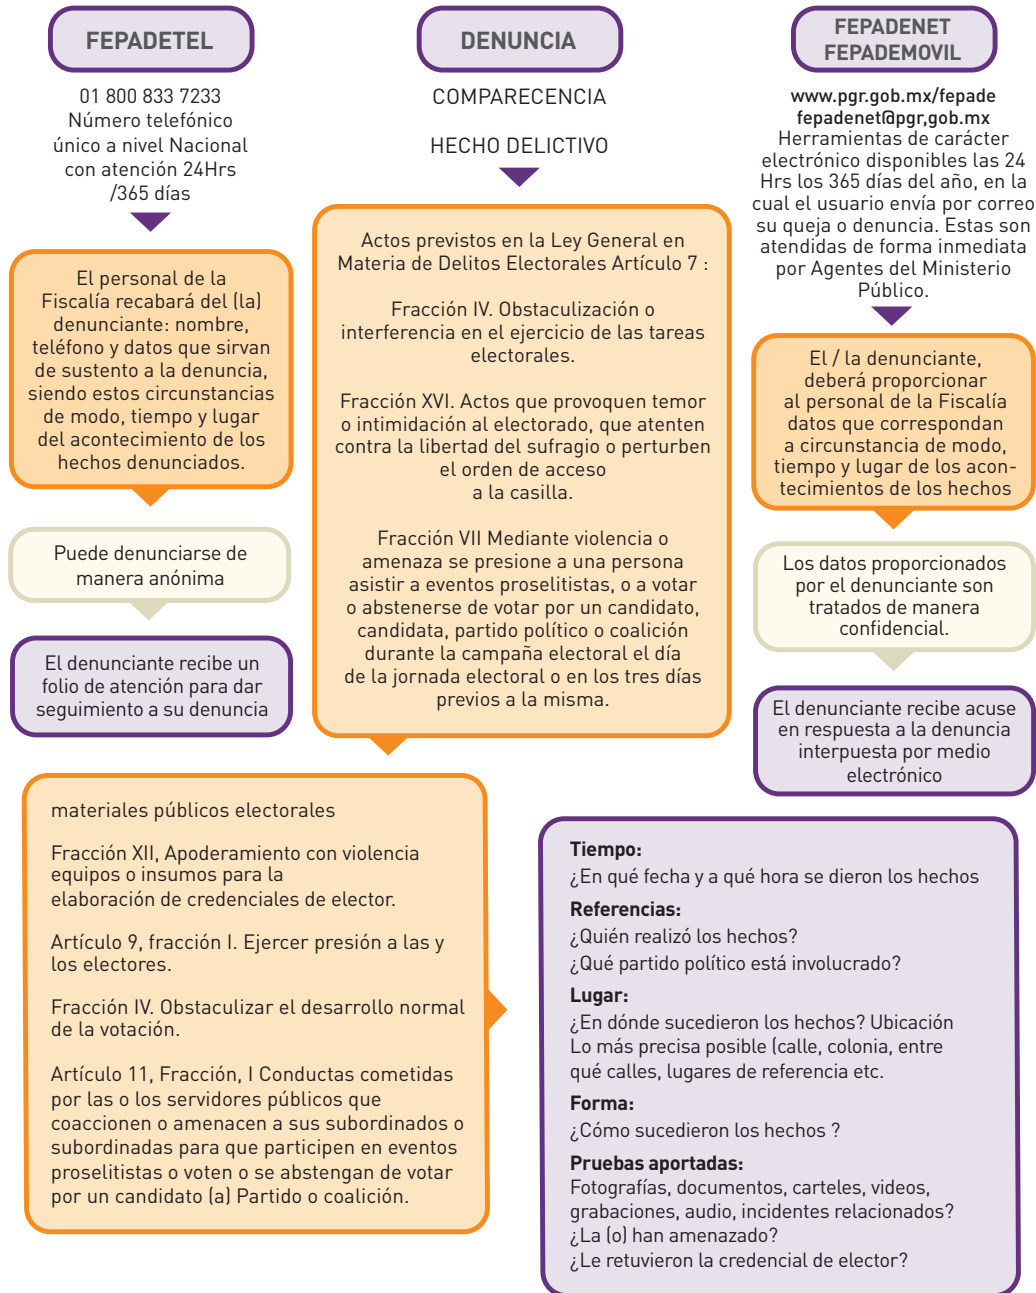 FEPADETEL
01 800 833 7233
Número telefónico
único a nivel Nacional
con atención 24Hrs
/365 días
El personal de la
Fiscalía recabará del (la)
denunciante: nombre,
teléfono y datos que sirvan
de sustento a la denuncia,
siendo estos circunstancias
de modo, tiempo y lugar
del acontecimiento de los
hechos denunciados.
Puede denunciarse de
manera anónima
El denunciante recibe un
folio de atención para dar
seguimiento a su denuncia
DENUNCIA
COMPARECENCIA
HECHO DELICTIVO
Actos previstos en la Ley General en
Materia de Delitos Electorales Artículo 7 :
Fracción IV. Obstaculización o
interferencia en el ejercicio de las tareas
electorales.
Fracción XVI. Actos que provoquen temor
o intimidación al electorado, que atenten
contra la libertad del sufragio o perturben
el orden de acceso
a la casilla.
Fracción VII Mediante violencia o
amenaza se presione a una persona
asistir a eventos proselitistas, o a votar
o abstenerse de votar por un candidato,
candidata, partido político o coalición
durante la campaña electoral el día
de la jornada electoral o en los tres días
previos a la misma.
FEPADENET
FEPADEMOVIL
www.pgr.gob.mx/fepade
fepadenet@pgr,gob.mx
Herramientas de carácter
electrónico disponibles las 24
Hrs los 365 días del año, en la
cual el usuario envía por correo
su queja o denuncia. Estas son
atendidas de forma inmediata
por Agentes del Ministerio
Público.
El / la denunciante,
deberá proporcionar
al personal de la Fiscalía
datos que correspondan
a circunstancia de modo,
tiempo y lugar de los acon-
tecimientos de los hechos
Los datos proporcionados
por el denunciante son
tratados de manera
confidencial.
El denunciante recibe acuse
en respuesta a la denuncia
interpuesta por medio
electrónico
materiales públicos electorales
Fracción XII, Apoderamiento con violencia
equipos o insumos para la
elaboración de credenciales de elector.
Artículo 9, fracción I. Ejercer presión a las y
los electores.
Fracción IV. Obstaculizar el desarrollo normal
de la votación.
Artículo 11, Fracción, I Conductas cometidas
por las o los servidores públicos que
coaccionen o amenacen a sus subordinados o
subordinadas para que participen en eventos
proselitistas o voten o se abstengan de votar
por un candidato (a) Partido o coalición.
Tiempo:
¿En qué fecha y a qué hora se dieron los hechos
Referencias:
¿Quién realizó los hechos?
¿Qué partido político está involucrado?
Lugar:
¿En dónde sucedieron los hechos? Ubicación
Lo más precisa posible (calle, colonia, entre
qué calles, lugares de referencia etc.
Forma:
¿Cómo sucedieron los hechos ?
Pruebas aportadas:
Fotografías, documentos, carteles, videos,
grabaciones, audio, incidentes relacionados?
¿La (o) han amenazado?
¿Le retuvieron la credencial de elector?